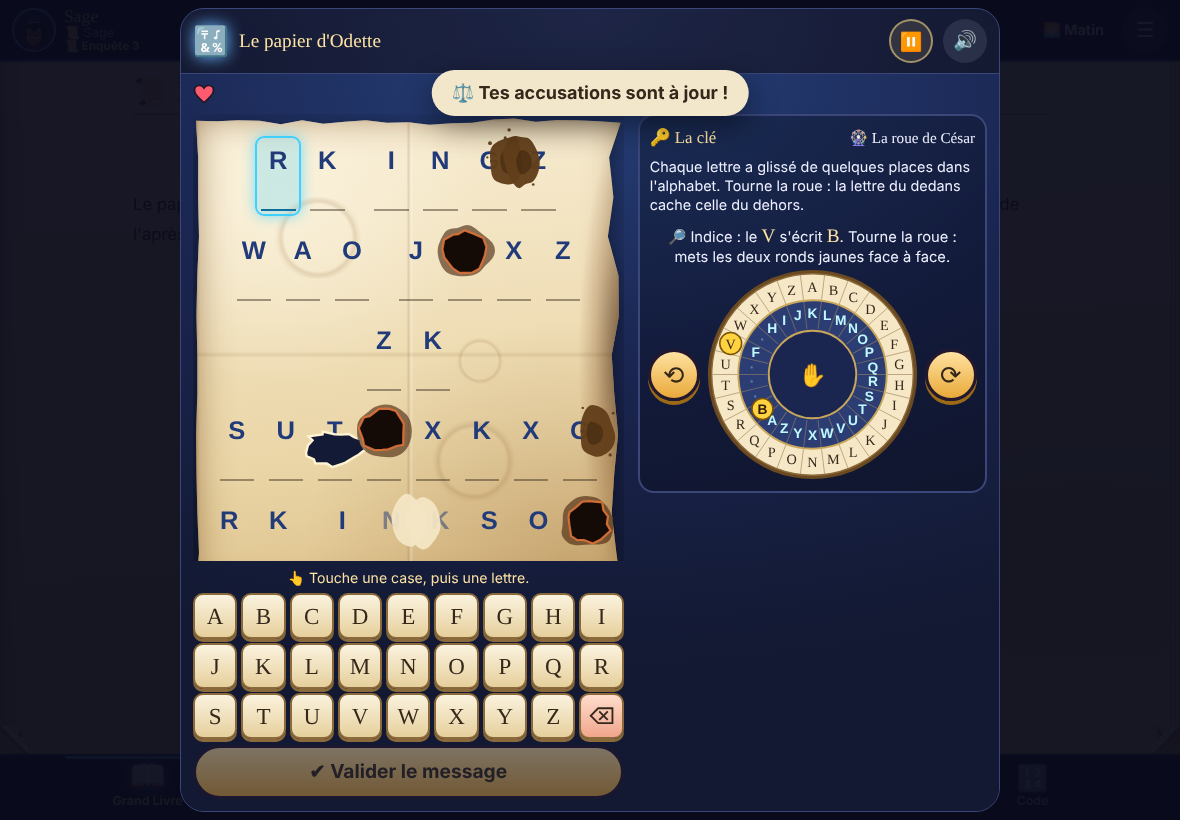 Sage
Sage
Enquête 3
Le papier d'Odette
Matin
⚖️ Tes accusations sont à jour !
R K I N
W A O J X Z
Z K
S U X K X
R K I S O
🔑 La clé
🎡 La roue de César
Chaque lettre a glissé de quelques places dans
l'alphabet. Tourne la roue : la lettre du dedans
cache celle du dehors.
🔎 Indice : le V s'écrit B. Tourne la roue :
mets les deux ronds jaunes face à face.
A B C D E F G H I J K L M N O P Q R S T U V W X Y Z
H I J K L M N O P Q R S T U V W X Y Z A B F
👆 Touche une case, puis une lettre.
A B C D E F G H I
J K L M N O P Q R
S T U V W X Y Z
✔ Valider le message
Grand Livre
Code